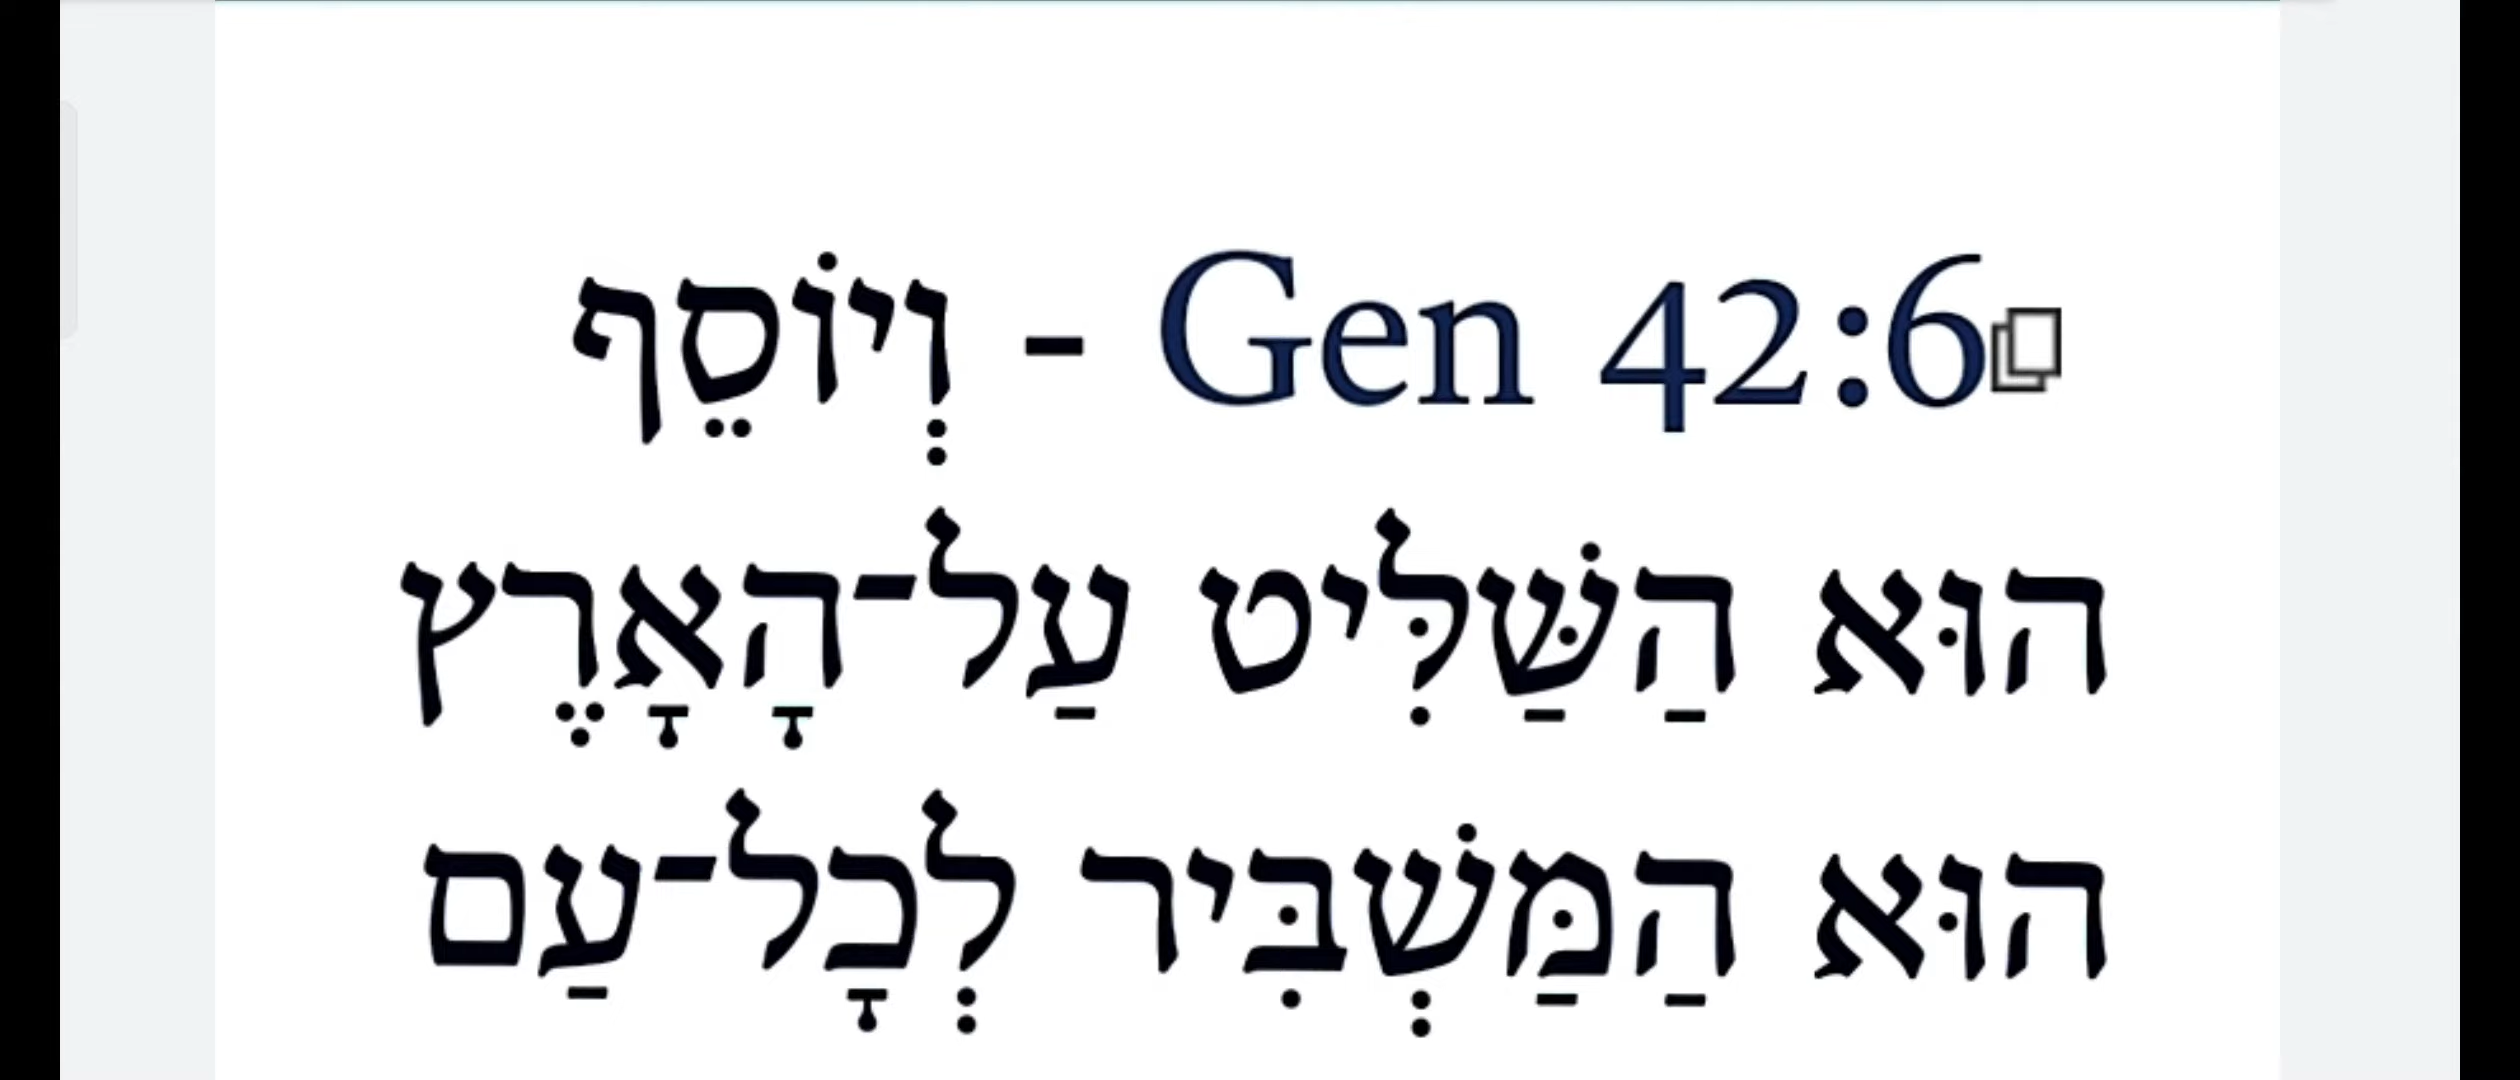 Gen 42:6 - וְיוֹסֵף
הוּא הַשַּׁלִּיט עַל־הָאָרֶץ
הוּא הַמַּשְׁבִּיר לְכָל־עַם